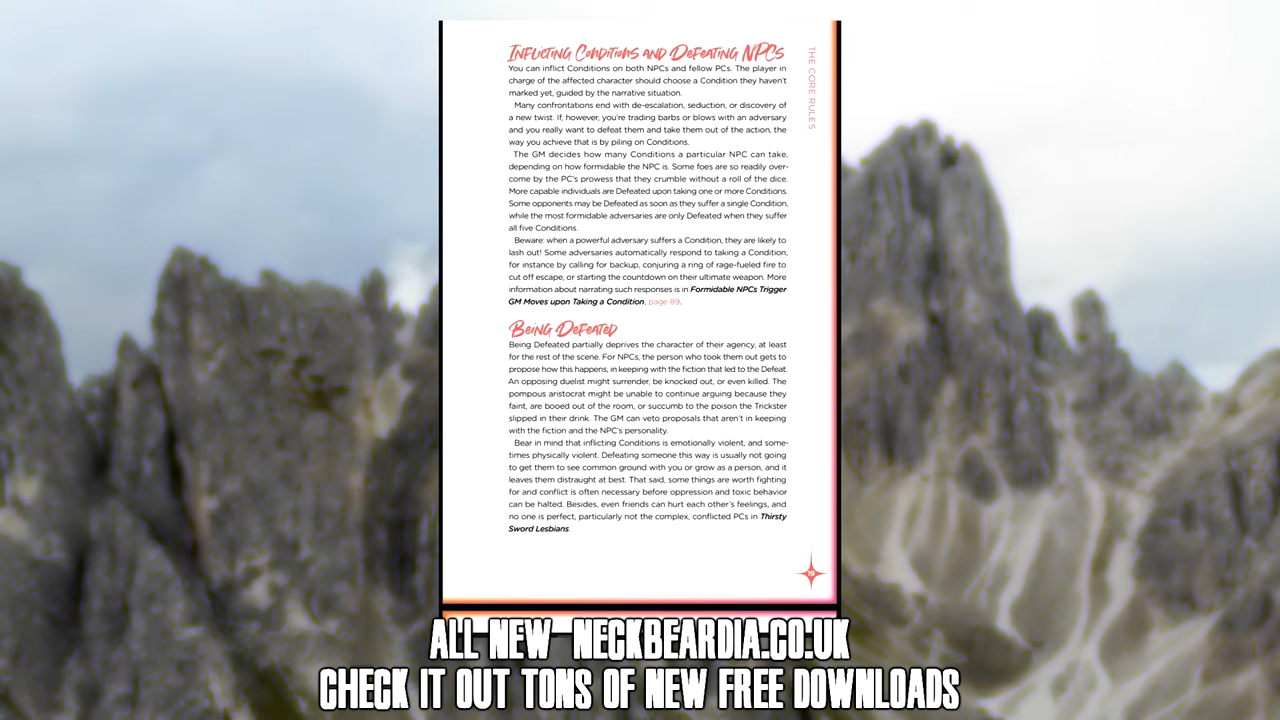 Inflicting Conditions and Defeating NPCs
You can inflict Conditions on both NPCs and fellow PCs. The player in
charge of the affected character should choose a Condition they haven't
marked yet, guided by the narrative situation.
Many confrontations end with de-escalation, seduction, or discovery of
a new twist. If, however, you're trading barbs or blows with an adversary
and you really want to defeat them and take them out of the action, the
way you achieve that is by piling on Conditions.
The GM decides how many Conditions a particular NPC can take,
depending on how formidable the NPC is. Some foes are so readily over-
come by the PC's prowess that they crumble without a roll of the dice.
More capable individuals are Defeated upon taking one or more Conditions.
Some opponents may be Defeated as soon as they suffer a single Condition,
while the most formidable adversaries are only Defeated when they suffer
all five Conditions.
Beware: when a powerful adversary suffers a Condition, they are likely to
lash out! Some adversaries automatically respond to taking a Condition,
for instance by calling for backup, conjuring a ring of rage-fueled fire to
cut off escape, or starting the countdown on their ultimate weapon. More
information about narrating such responses is in Formidable NPCs Trigger
GM Moves upon Taking a Condition, page 89.
Being Defeated
Being Defeated partially deprives the character of their agency, at least
for the rest of the scene. For NPCs, the person who took them out gets to
propose how this happens, in keeping with the fiction that led to the Defeat.
An opposing duelist might surrender, be knocked out, or even killed. The
pompous aristocrat might be unable to continue arguing because they
faint, are booed out of the room, or succumb to the poison the Trickster
slipped in their drink. The GM can veto proposals that aren't in keeping
with the fiction and the NPC's personality.
Bear in mind that inflicting Conditions is emotionally violent, and some-
times physically violent. Defeating someone this way is usually not going
to get them to see common ground with you or grow as a person, and it
leaves them distraught at best. That said, some things are worth fighting
for and conflict is often necessary before oppression and toxic behavior
can be halted. Besides, even friends can hurt each other's feelings, and
no one is perfect, particularly not the complex, conflicted PCs in Thirsty
Sword Lesbians.
THE CORE RULES
ALL NEW NECKBEARDIA.CO.UK
CHECK IT OUT TONS OF NEW FREE DOWNLOADS